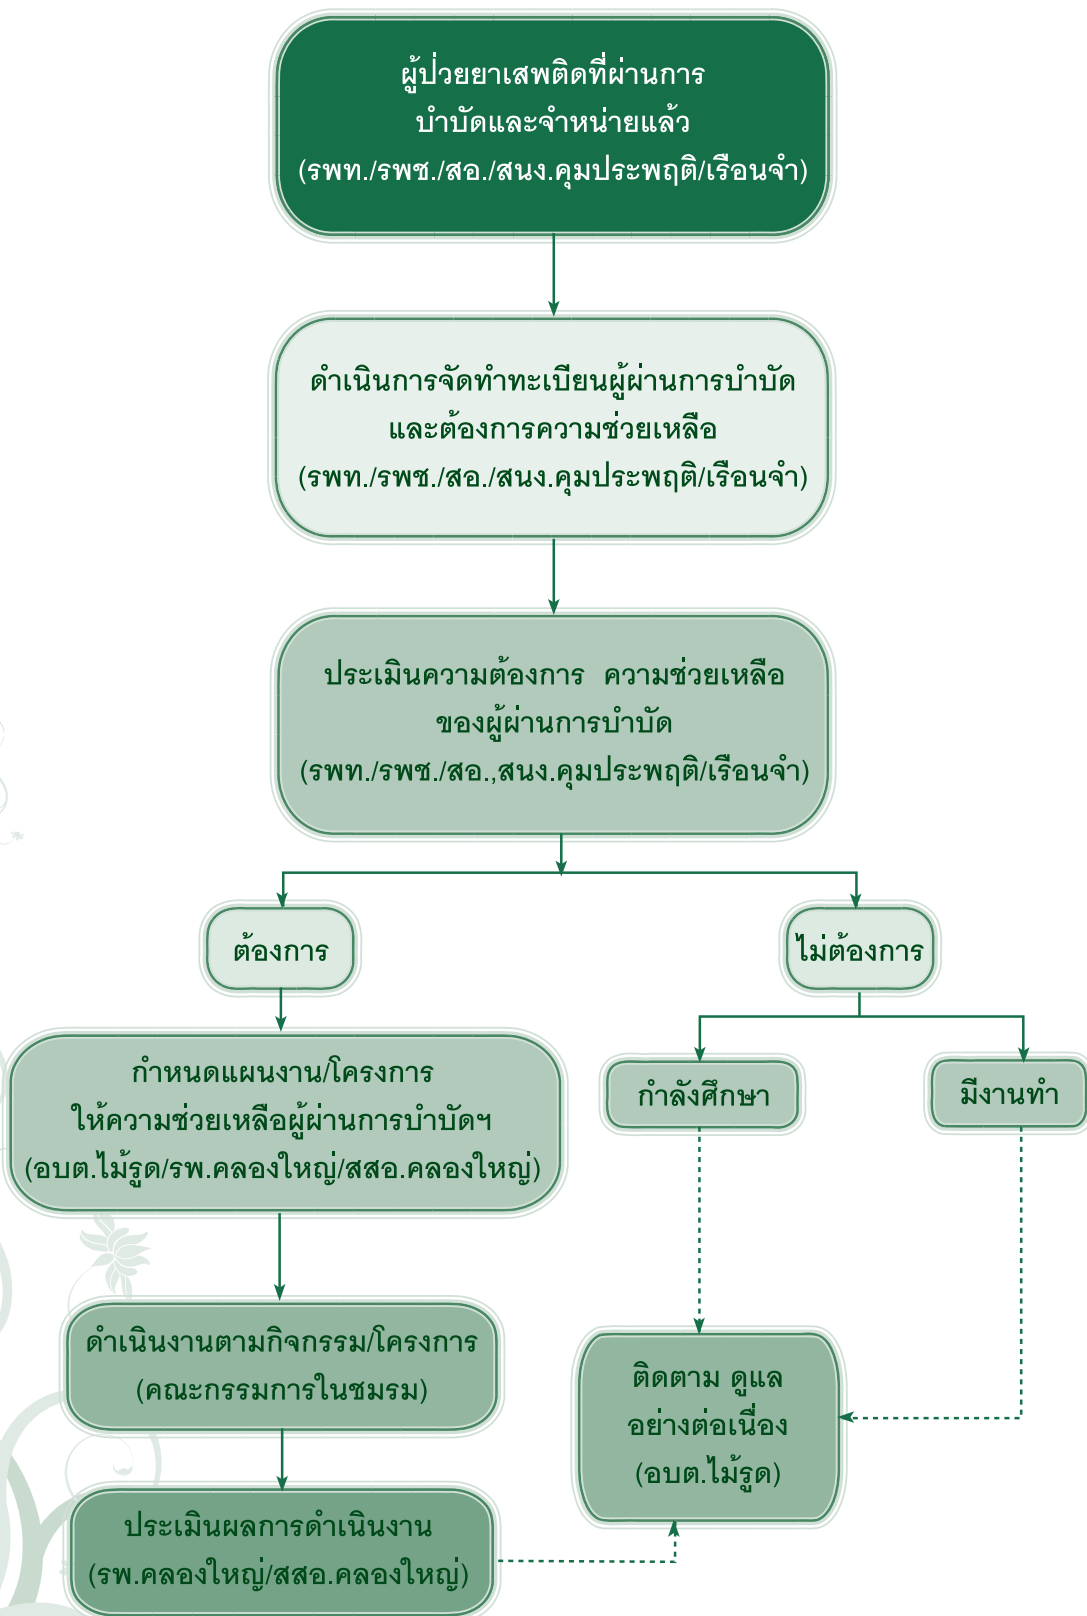 ผู้ป่วยยาเสพติดที่ผ่านการ
บำบัดและจำหน่ายแล้ว
(รพท./รพช./สอ./สนง.คุมประพฤติ/เรือนจำ)
ดำเนินการจัดทำทะเบียนผู้ผ่านการบำบัด
และต้องการความช่วยเหลือ
(รพท./รพช./สอ./สนง.คุมประพฤติ/เรือนจำ)
ประเมินความต้องการ ความช่วยเหลือ
ของผู้ผ่านการบำบัด
(รพท./รพช./สอ.,สนง.คุมประพฤติ/เรือนจำ)
ต้องการ
ไม่ต้องการ
กำหนดแผนงาน/โครงการ
ให้ความช่วยเหลือผู้ผ่านการบำบัดฯ
(อบต.ไม้รูด/รพ.คลองใหญ่/สสอ.คลองใหญ่)
กำลังศึกษา
มีงานทำ
ดำเนินงานตามกิจกรรม/โครงการ
(คณะกรรมการในชมรม)
ติดตาม ดูแล
อย่างต่อเนื่อง
(อบต.ไม้รูด)
ประเมินผลการดำเนินงาน
(รพ.คลองใหญ่/สสอ.คลองใหญ่)